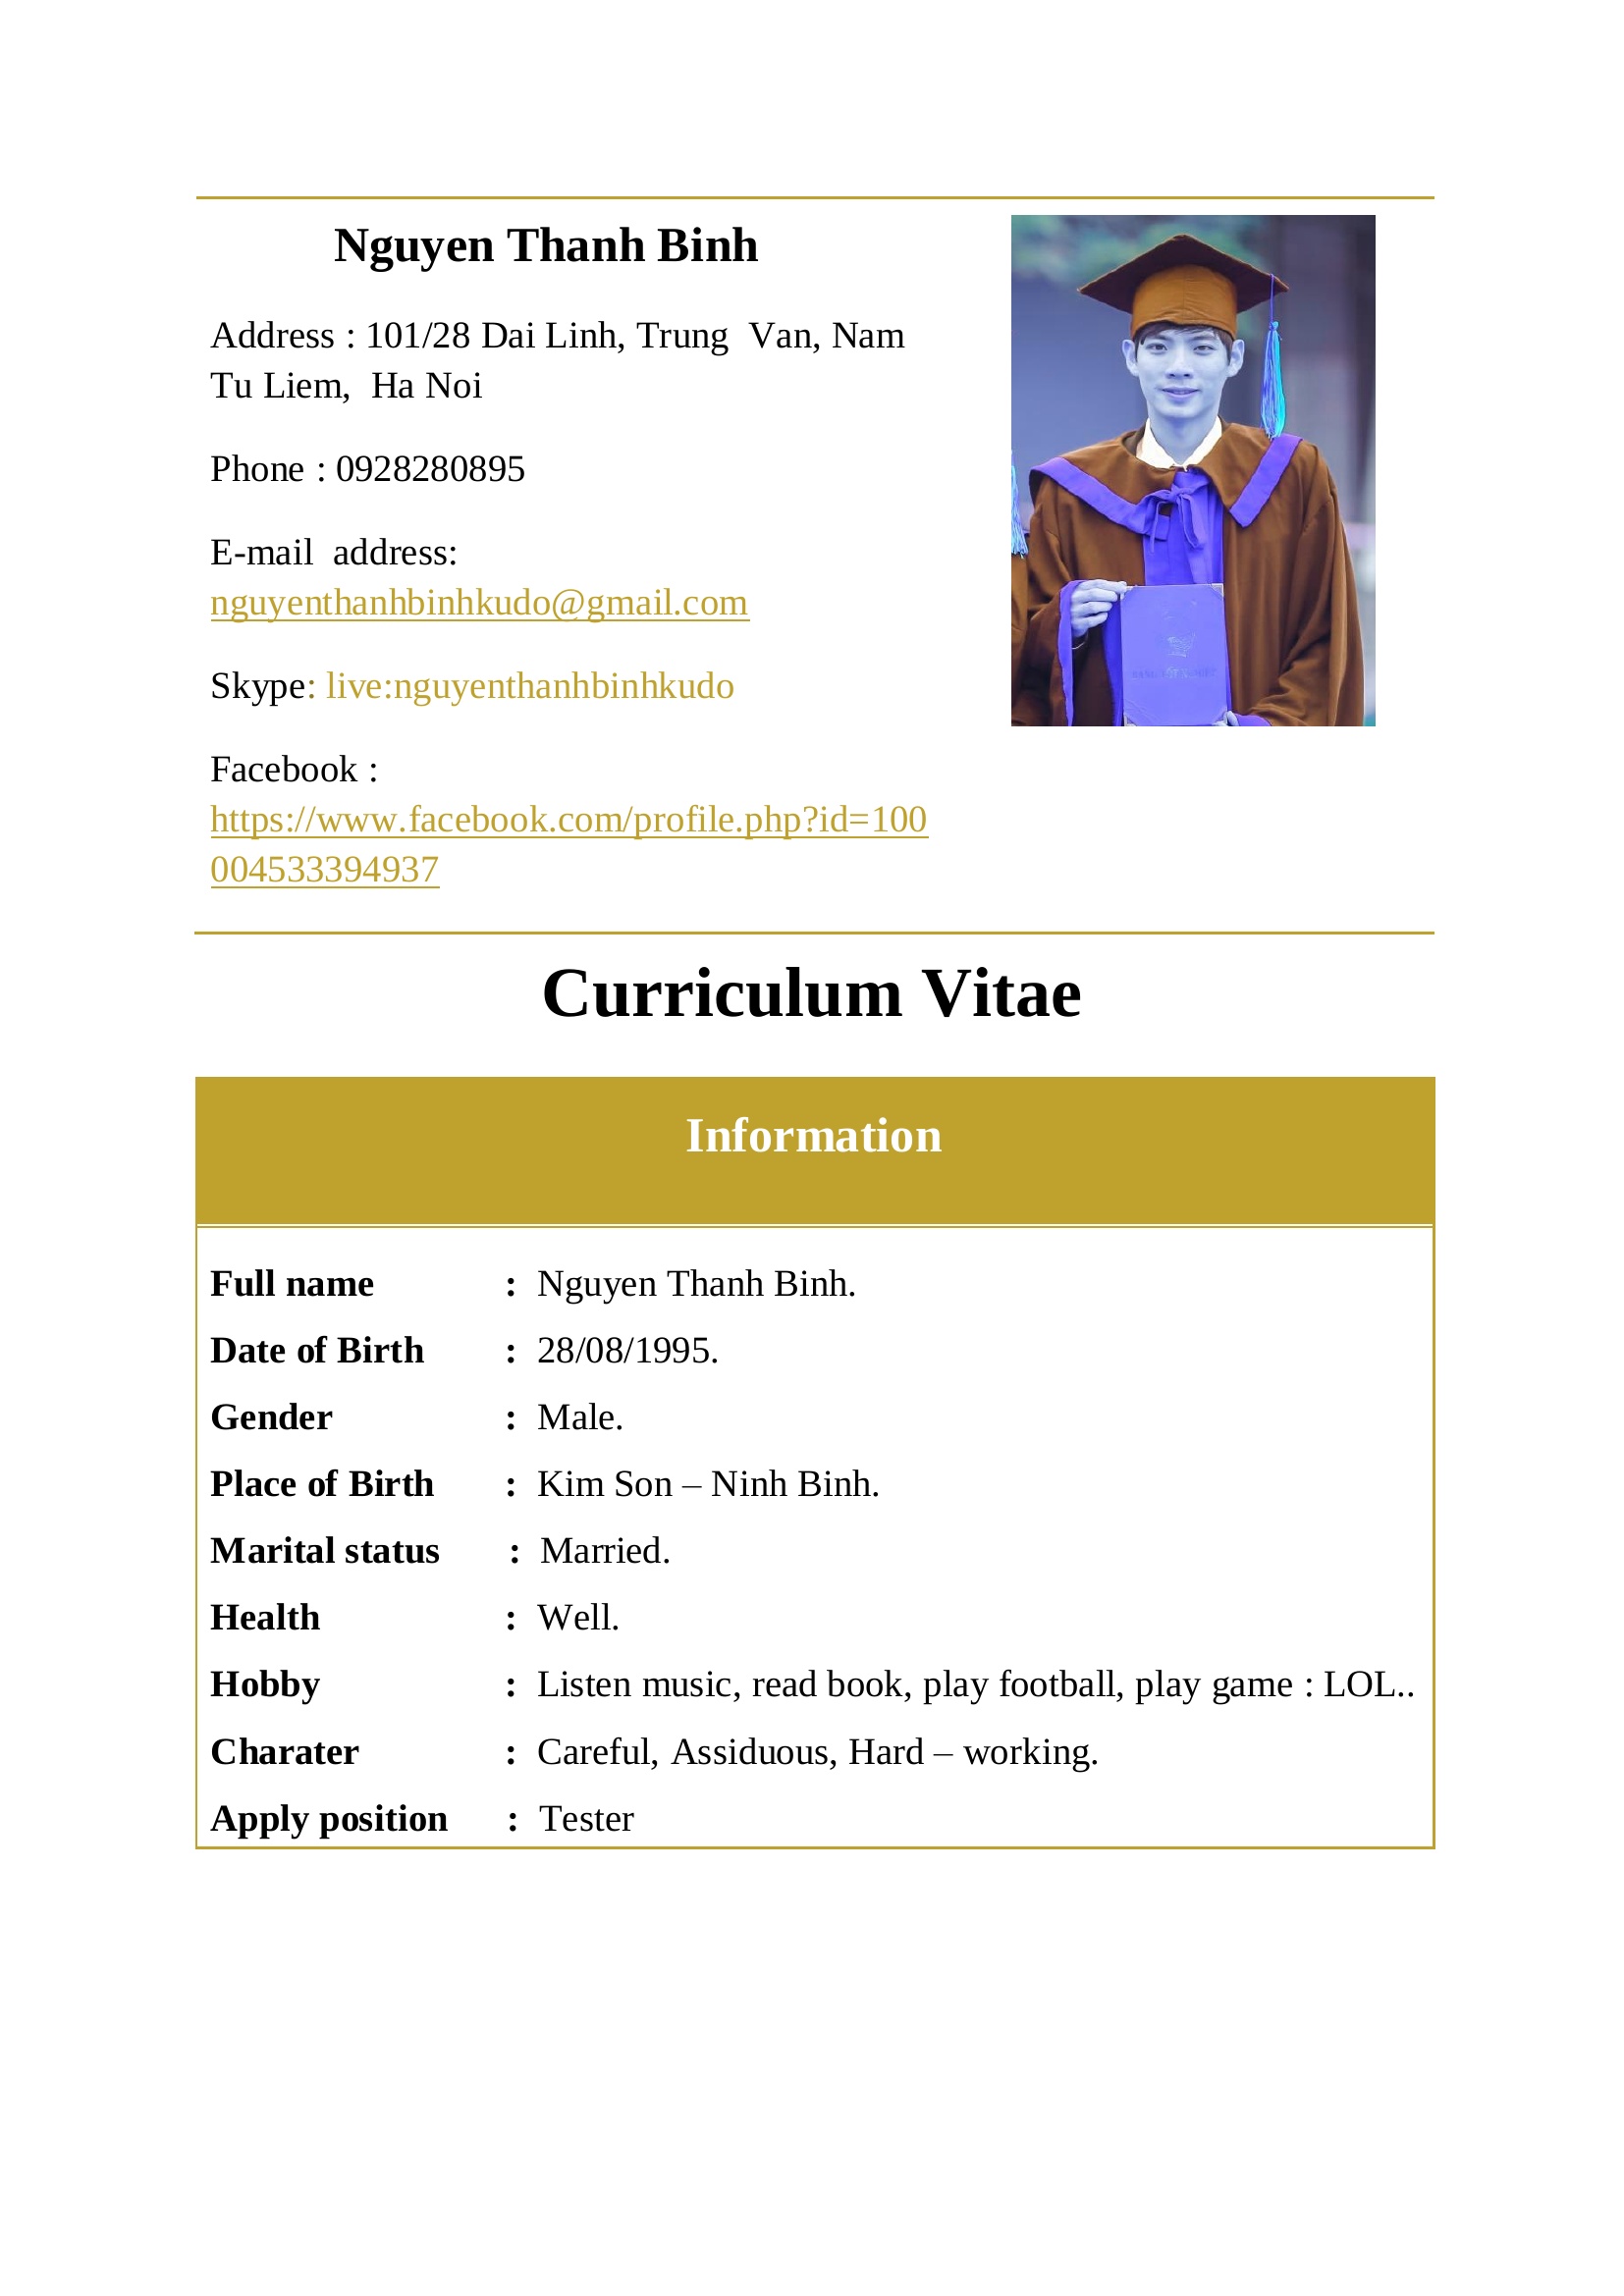 Nguyen Thanh Binh
Address : 101/28 Dai Linh, Trung Van, Nam
Tu Liem, Ha Noi
Phone : 0928280895
E-mail address:
nguyenthanhbinhkudo@gmail.com
Skype: live:nguyenthanhbinhkudo
Facebook :
https://www.facebook.com/profile.php?id=100
004533394937
Curriculum Vitae
Information
Full name : Nguyen Thanh Binh.
Date of Birth : 28/08/1995.
Gender : Male.
Place of Birth : Kim Son – Ninh Binh.
Marital status : Married.
Health : Well.
Hobby : Listen music, read book, play football, play game : LOL..
Charater : Careful, Assiduous, Hard – working.
Apply position : Tester